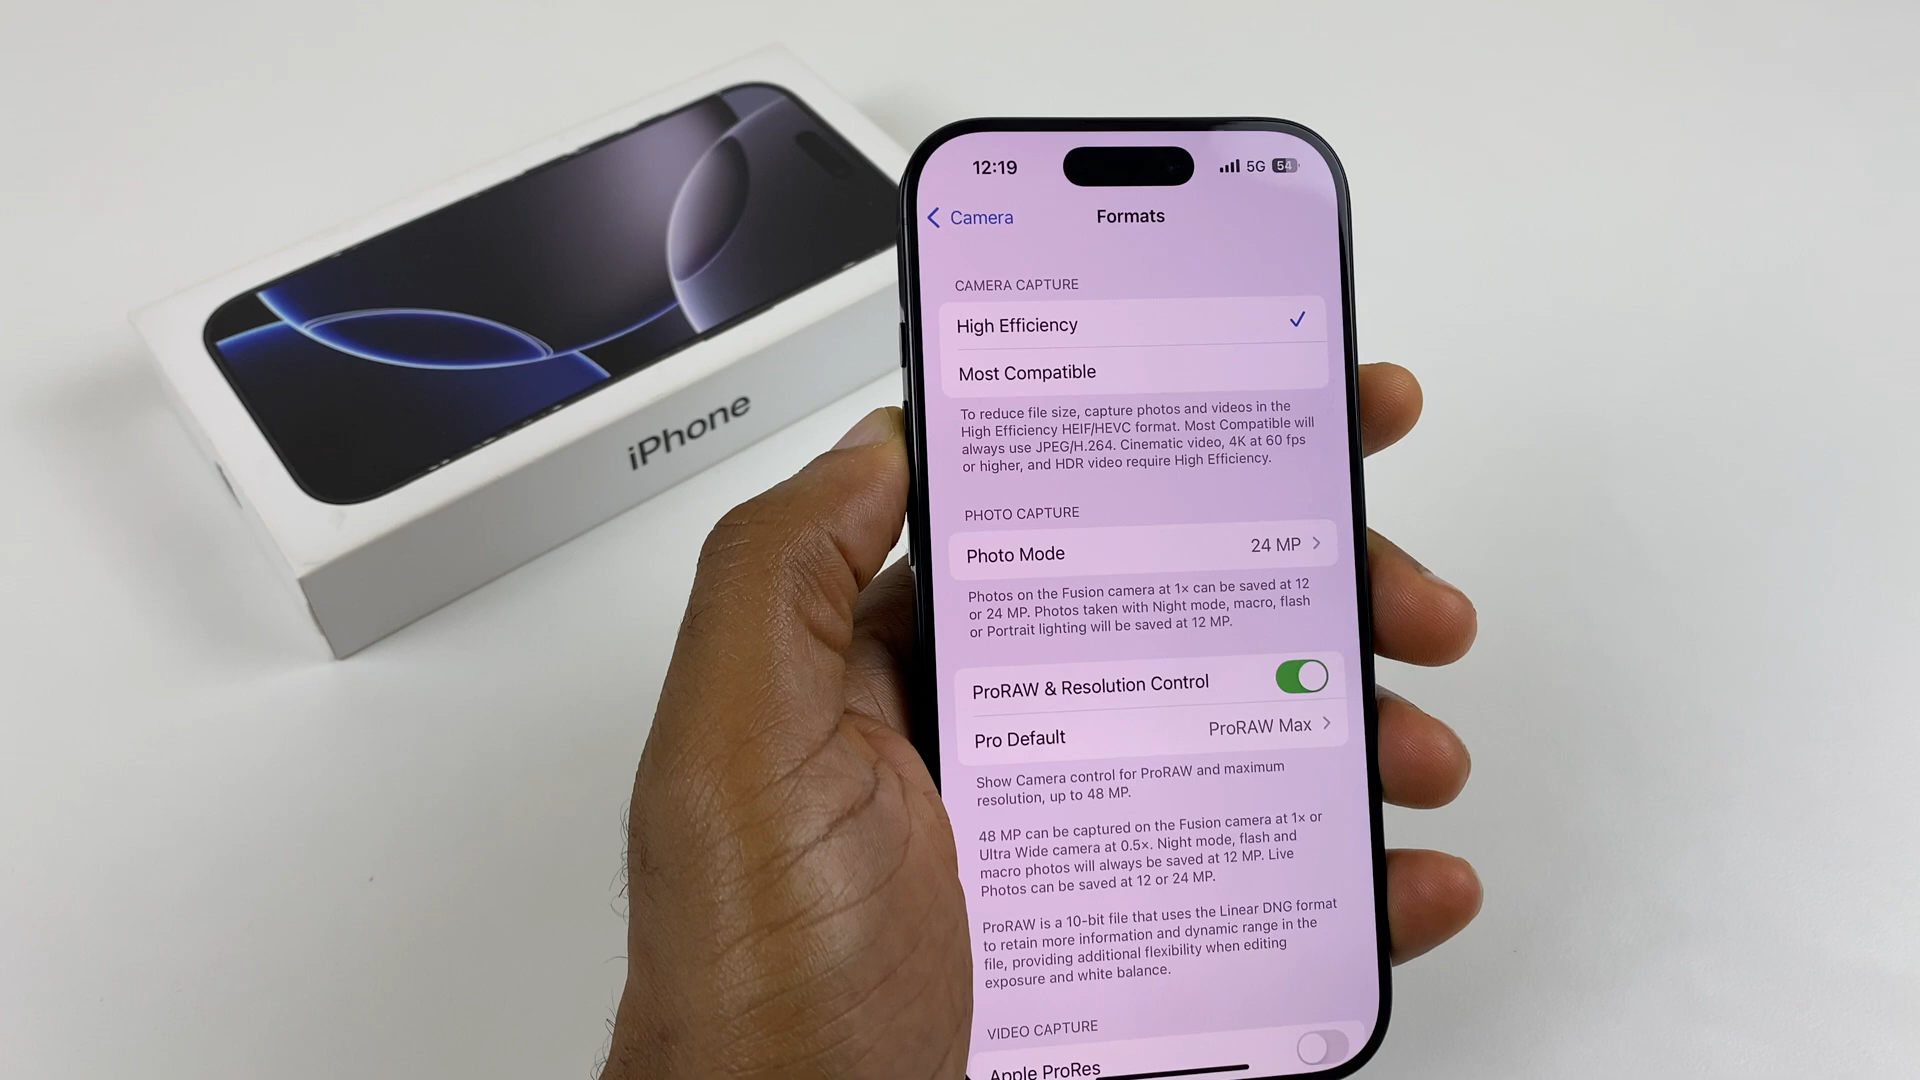 iPhone
12:19 5G 54
Camera Formats
CAMERA CAPTURE
High Efficiency
Most Compatible
To reduce file size, capture photos and videos in the
High Efficiency HEIF/HEVC format. Most Compatible will
always use JPEG/H.264. Cinematic video, 4K at 60 fps
or higher, and HDR video require High Efficiency.
PHOTO CAPTURE
Photo Mode 24 MP
Photos on the Fusion camera at 1x can be saved at 12
or 24 MP. Photos taken with Night mode, macro, flash
or Portrait lighting will be saved at 12 MP.
ProRAW & Resolution Control
Pro Default ProRAW Max
Show Camera control for ProRAW and maximum
resolution, up to 48 MP.
48 MP can be captured on the Fusion camera at 1x or
Ultra Wide camera at 0.5x. Night mode, flash and
macro photos will always be saved at 12 MP. Live
Photos can be saved at 12 or 24 MP.
ProRAW is a 10-bit file that uses the Linear DNG format
to retain more information and dynamic range in the
file, providing additional flexibility when editing
exposure and white balance.
VIDEO CAPTURE
Apple ProRes